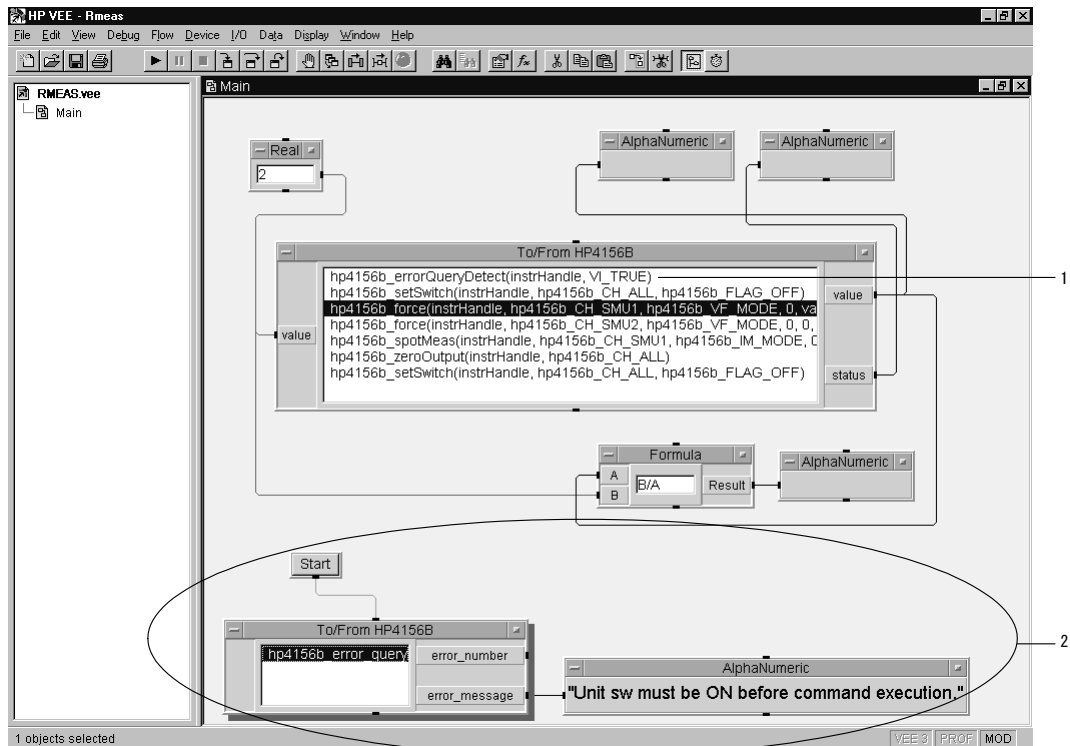 HP VEE - Rmeas
File Edit View Debug Flow Device I/O Data Display Window Help
RMEAS.vee
Main
Main
Real
2
AlphaNumeric
AlphaNumeric
To/From HP4156B
value
hp4156b_errorQueryDetect(instrHandle, VI_TRUE)
hp4156b_setSwitch(instrHandle, hp4156b_CH_ALL, hp4156b_FLAG_OFF)
hp4156b_force(instrHandle, hp4156b_CH_SMU1, hp4156b_VF_MODE, 0, va
hp4156b_force(instrHandle, hp4156b_CH_SMU2, hp4156b_VF_MODE, 0, 0,
hp4156b_spotMeas(instrHandle, hp4156b_CH_SMU1, hp4156b_IM_MODE, 0
hp4156b_zeroOutput(instrHandle, hp4156b_CH_ALL)
hp4156b_setSwitch(instrHandle, hp4156b_CH_ALL, hp4156b_FLAG_OFF)
value
status
1
Formula
A
B
B/A
Result
AlphaNumeric
Start
To/From HP4156B
hp4156b_error_query
error_number
error_message
AlphaNumeric
"Unit sw must be ON before command execution."
2
1 objects selected
VEE 3 PROF MOD